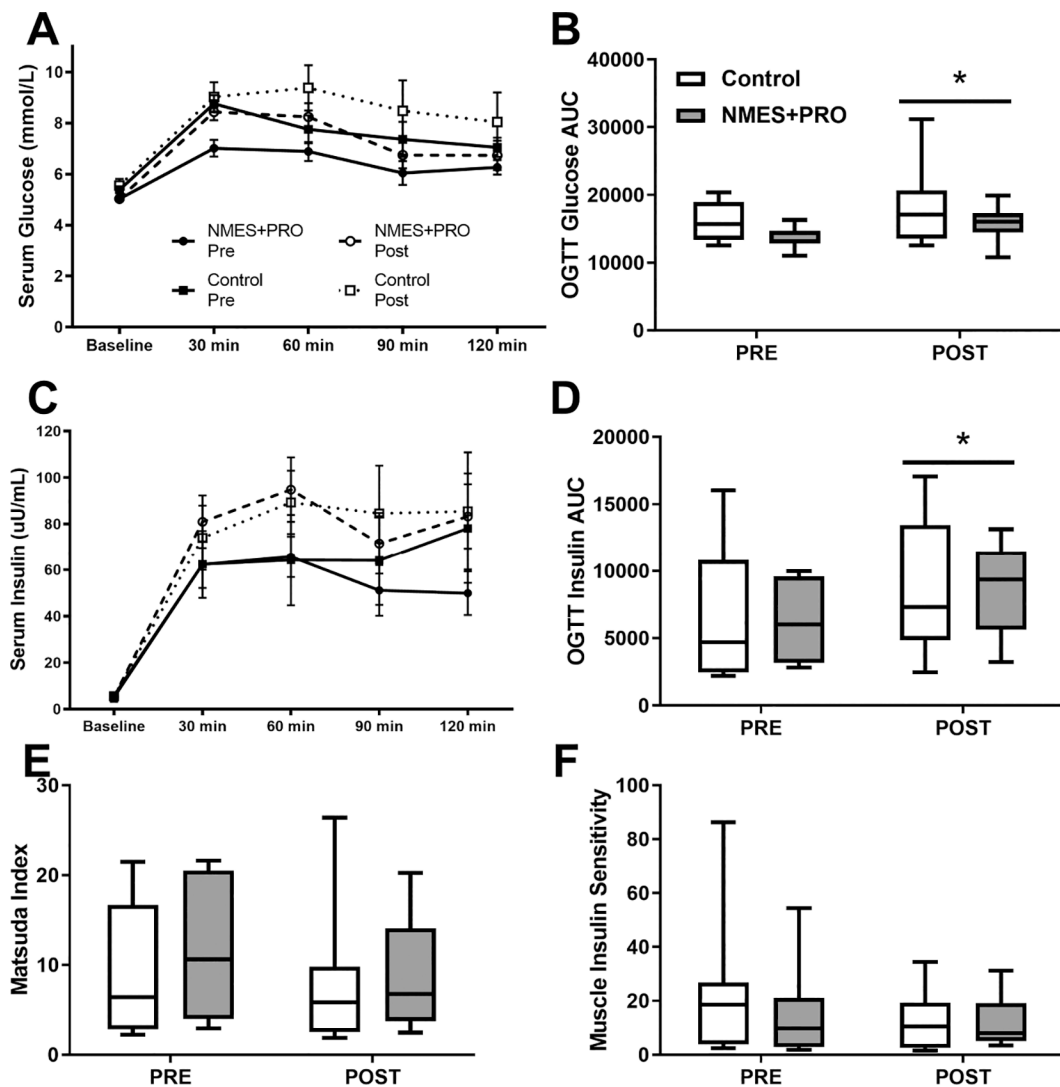 A
Serum Glucose (mmol/L)
10
8
6
4
2
0
Baseline
30 min
60 min
90 min
120 min
NMES+PRO
Pre
NMES+PRO
Post
Control
Pre
Control
Post
B
OGTT Glucose AUC
40000
30000
20000
10000
0
Control
NMES+PRO
*
PRE
POST
C
Serum Insulin (uU/mL)
120
100
80
60
40
20
0
Baseline
30 min
60 min
90 min
120 min
D
OGTT Insulin AUC
20000
15000
10000
5000
0
*
PRE
POST
E
Matsuda Index
30
20
10
0
PRE
POST
F
Muscle Insulin Sensitivity
100
80
60
40
20
0
PRE
POST